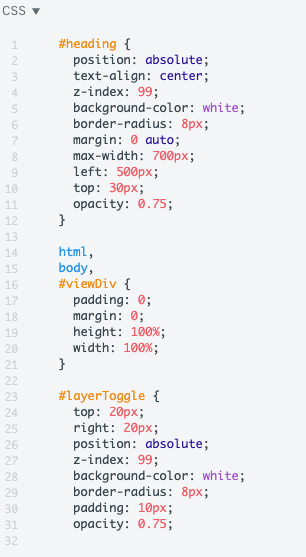 CSS ▼
1 #heading {
2 position: absolute;
3 text-align: center;
4 z-index: 99;
5 background-color: white;
6 border-radius: 8px;
7 margin: 0 auto;
8 max-width: 700px;
9 left: 500px;
10 top: 30px;
11 opacity: 0.75;
12 }
13
14 html,
15 body,
16 #viewDiv {
17 padding: 0;
18 margin: 0;
19 height: 100%;
20 width: 100%;
21 }
22
23 #layerToggle {
24 top: 20px;
25 right: 20px;
26 position: absolute;
27 z-index: 99;
28 background-color: white;
29 border-radius: 8px;
30 padding: 10px;
31 opacity: 0.75;
32